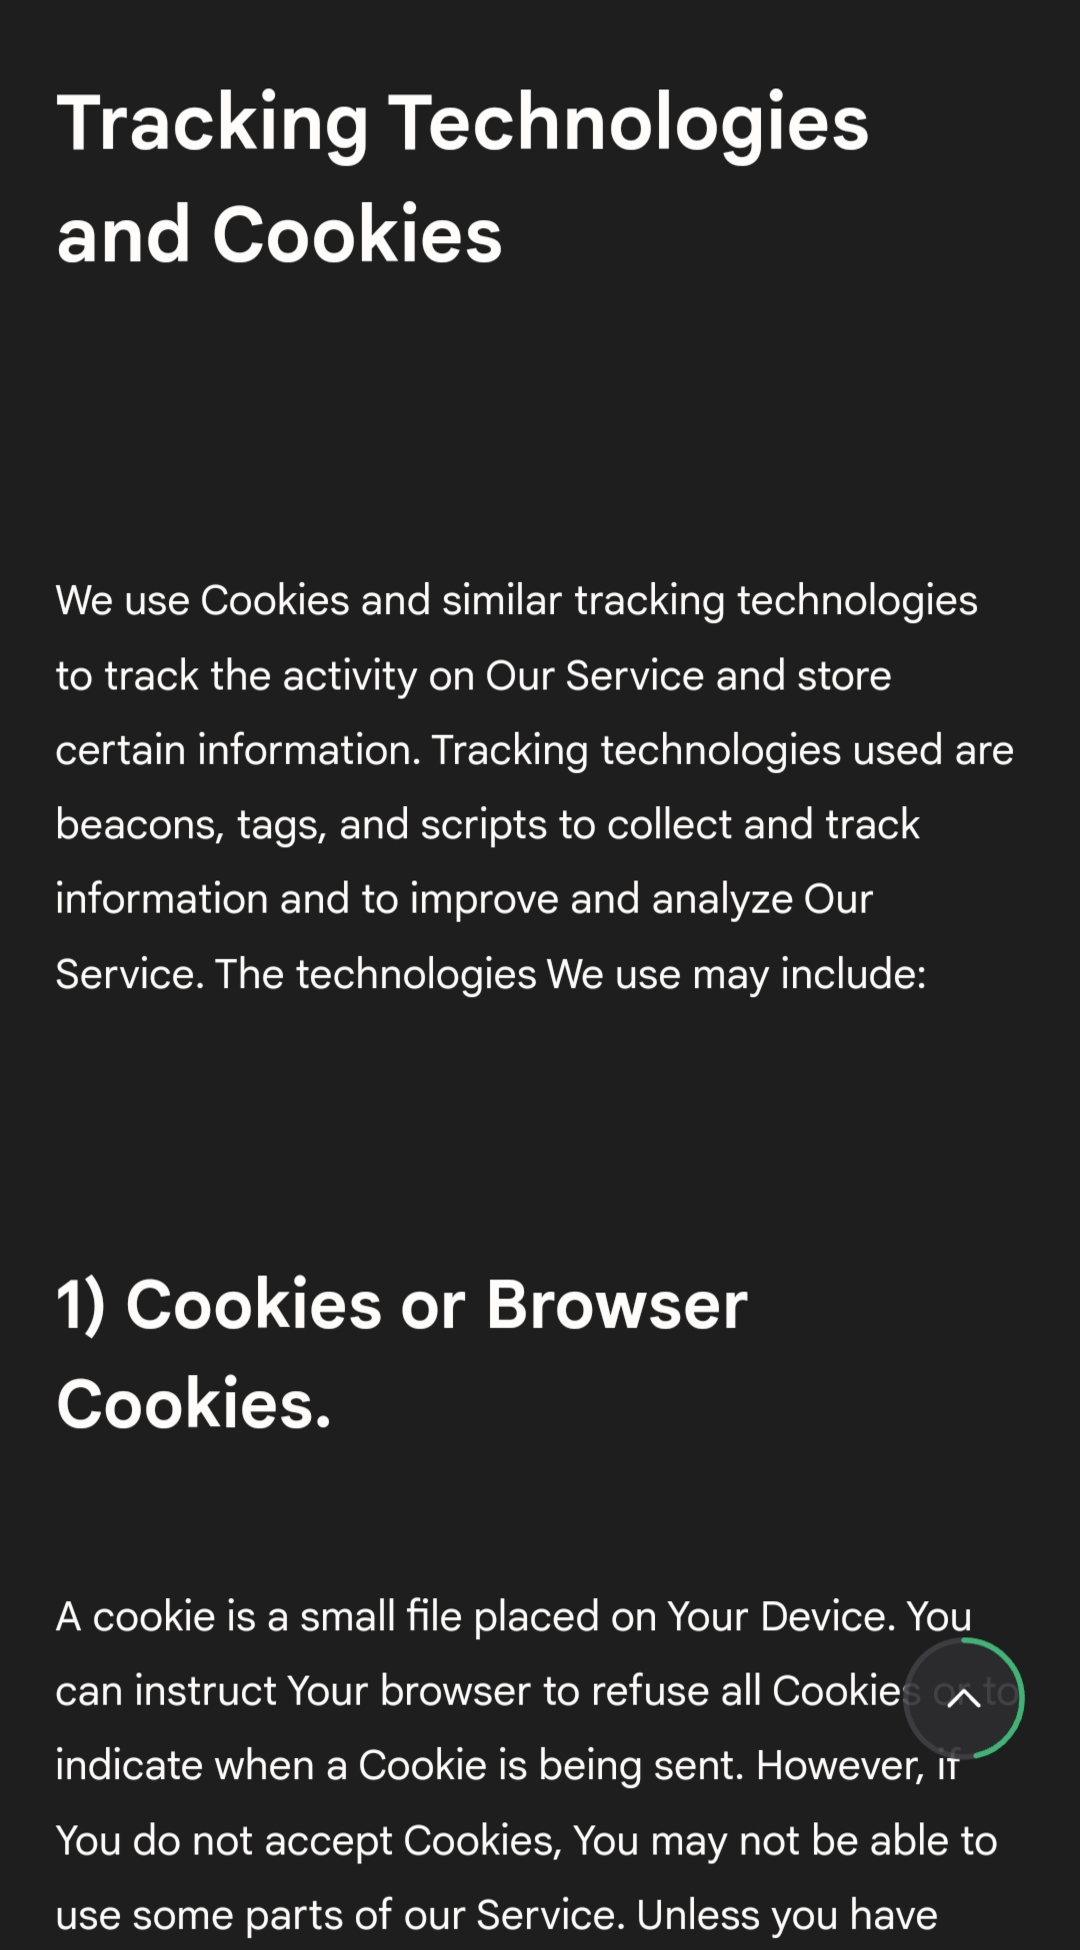 Tracking Technologies
and Cookies
We use Cookies and similar tracking technologies
to track the activity on Our Service and store
certain information. Tracking technologies used are
beacons, tags, and scripts to collect and track
information and to improve and analyze Our
Service. The technologies We use may include:
1) Cookies or Browser
Cookies.
A cookie is a small file placed on Your Device. You
can instruct Your browser to refuse all Cookies or to
indicate when a Cookie is being sent. However, if
You do not accept Cookies, You may not be able to
use some parts of our Service. Unless you have